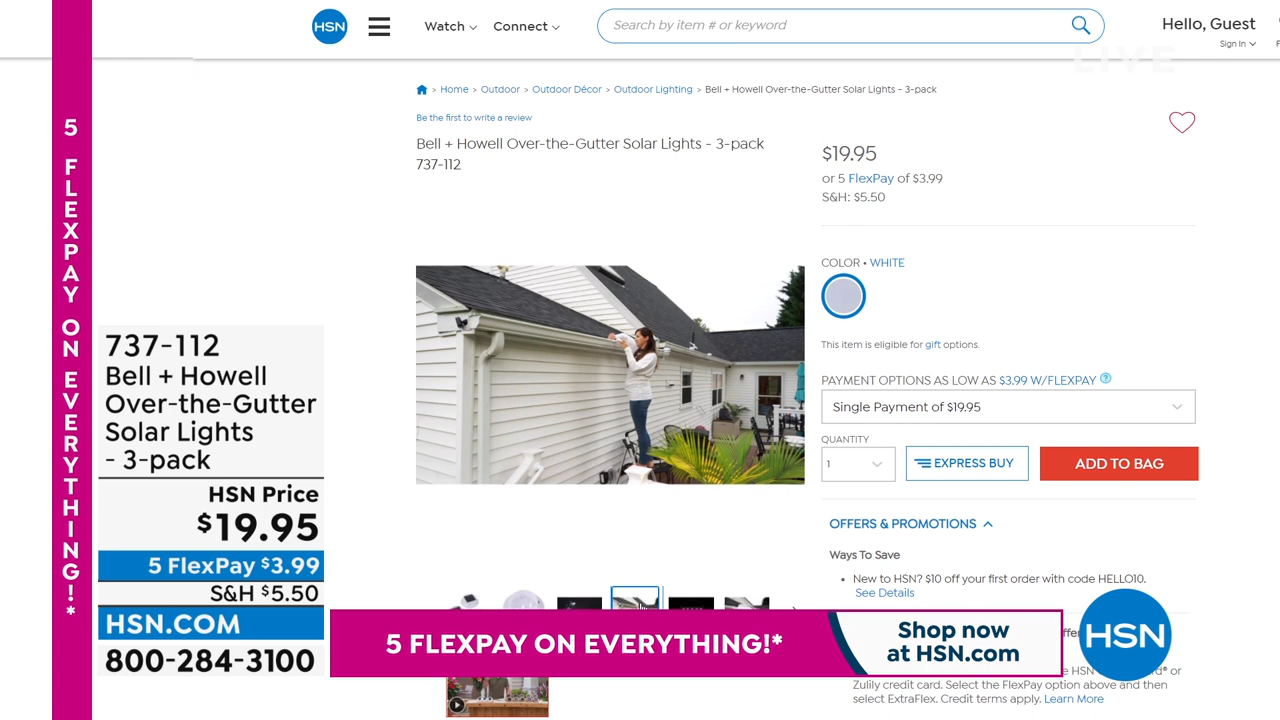 HSN
Watch
Connect
Search by item # or keyword
Hello, Guest
Sign In
LIVE
Home > Outdoor > Outdoor Décor > Outdoor Lighting > Bell + Howell Over-the-Gutter Solar Lights - 3-pack
Be the first to write a review
Bell + Howell Over-the-Gutter Solar Lights - 3-pack
737-112
$19.95
or 5 FlexPay of $3.99
S&H: $5.50
COLOR • WHITE
This item is eligible for gift options.
PAYMENT OPTIONS AS LOW AS $3.99 W/FLEXPAY ?
Single Payment of $19.95
QUANTITY
1
EXPRESS BUY
ADD TO BAG
OFFERS & PROMOTIONS
Ways To Save
• New to HSN? $10 off your first order with code HELLO10.
See Details
HSN
Zulily credit card. Select the FlexPay option above and then
select ExtraFlex. Credit terms apply. Learn More
5 FLEXPAY ON EVERYTHING!*
737-112
Bell + Howell
Over-the-Gutter
Solar Lights
- 3-pack
HSN Price
$19.95
5 FlexPay $3.99
S&H $5.50
HSN.COM
800-284-3100
5 FLEXPAY ON EVERYTHING!*
Shop now
at HSN.com
HSN